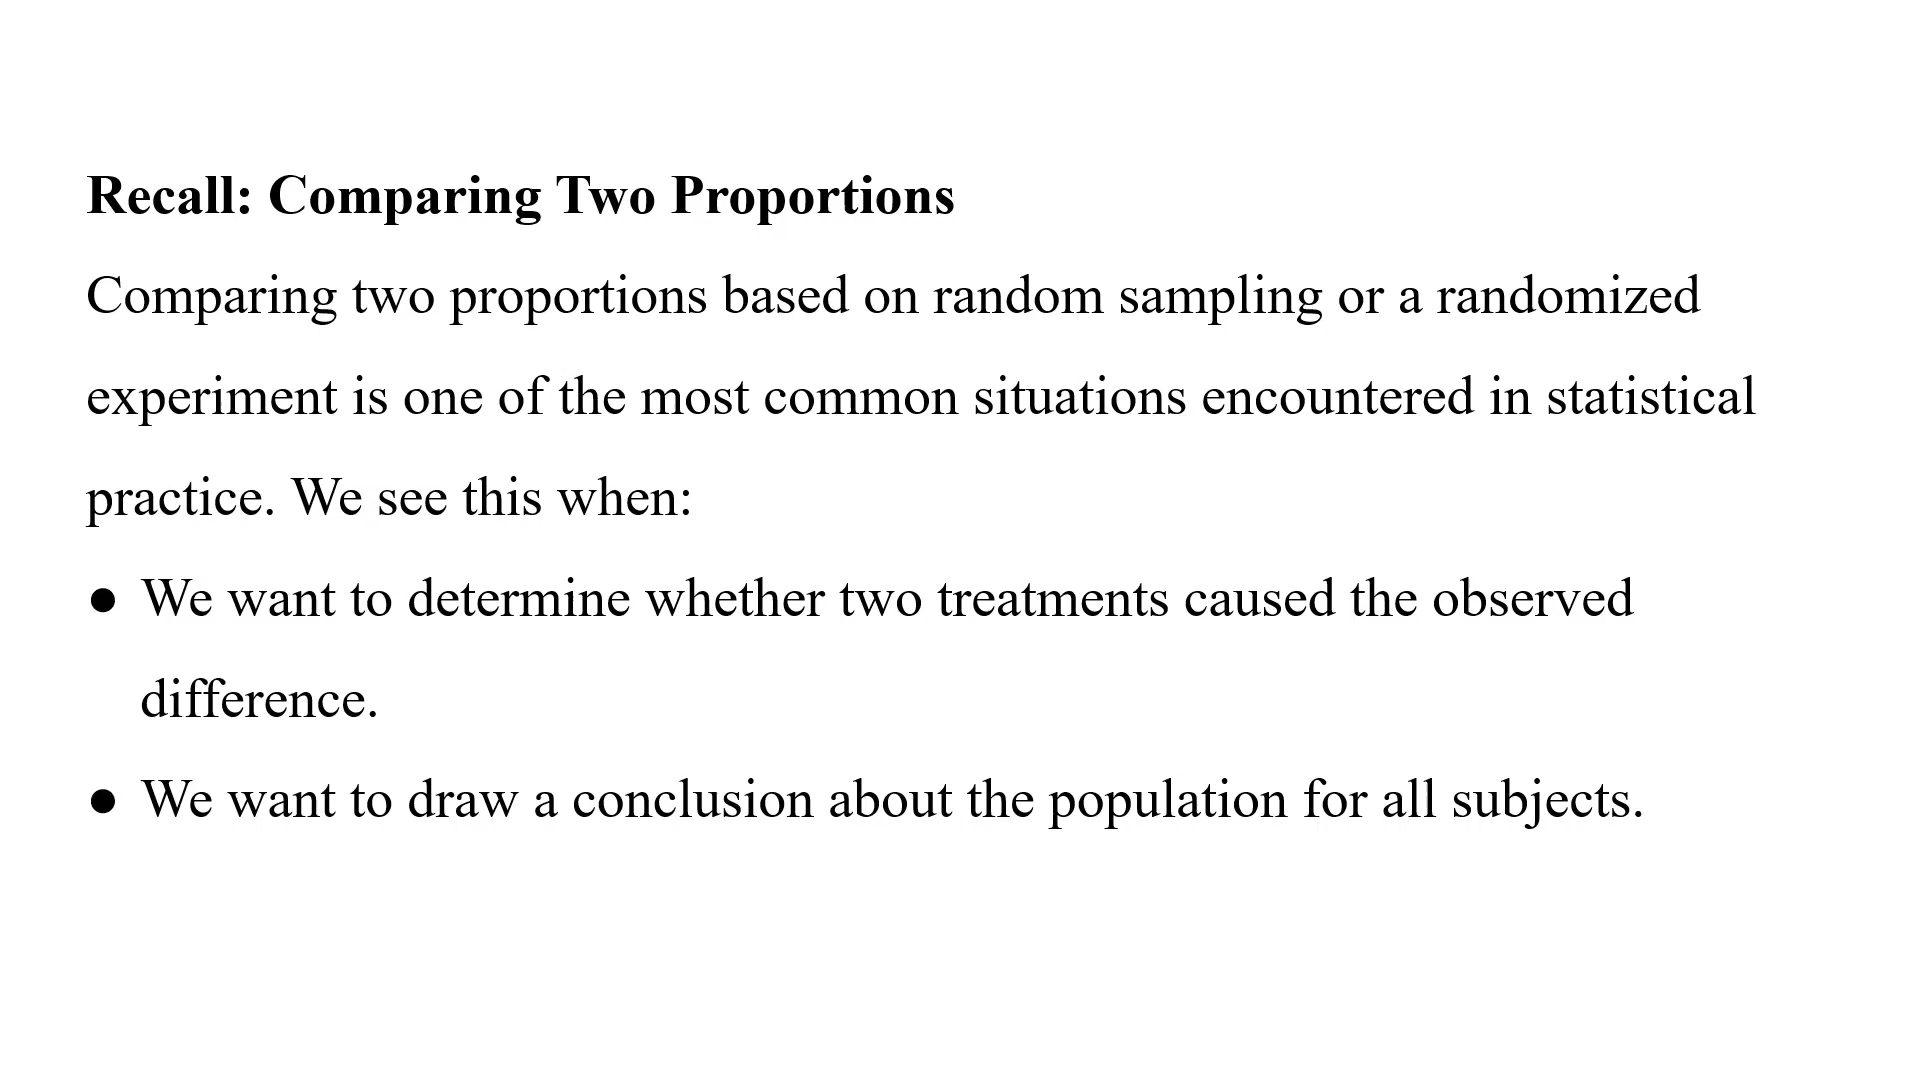 Recall: Comparing Two Proportions
Comparing two proportions based on random sampling or a randomized
experiment is one of the most common situations encountered in statistical
practice. We see this when:
● We want to determine whether two treatments caused the observed
difference.
● We want to draw a conclusion about the population for all subjects.